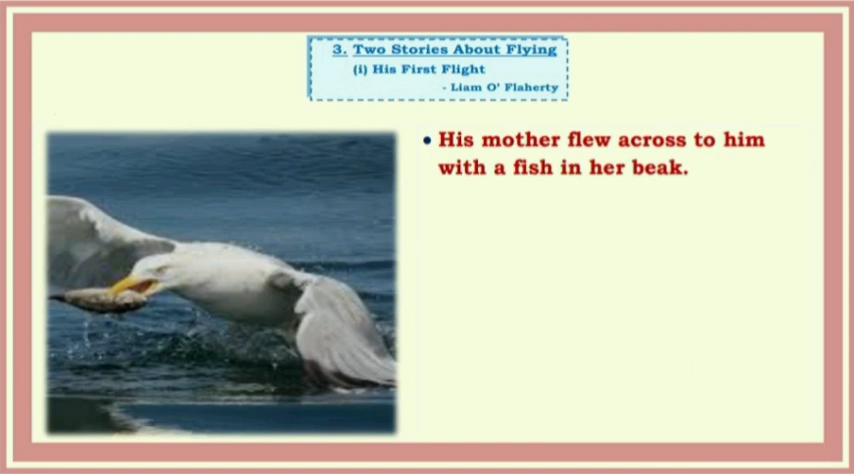 3. Two Stories About Flying
(i) His First Flight
- Liam O' Flaherty
• His mother flew across to him
with a fish in her beak.